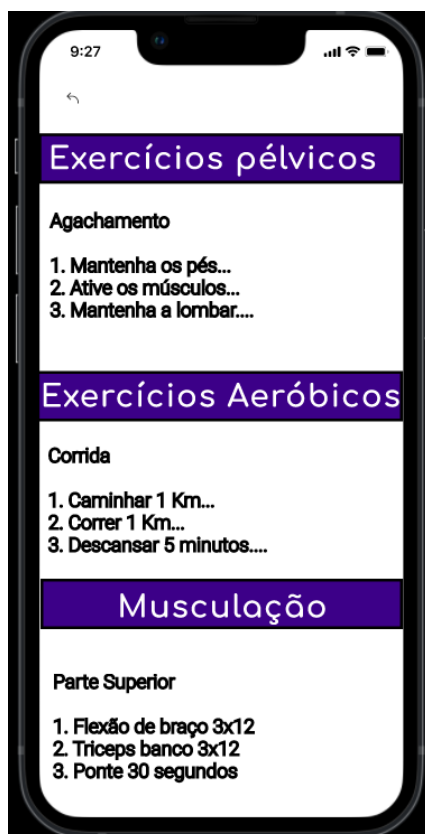 9:27
Exercícios pélvicos
Agachamento
1. Mantenha os pés...
2. Ative os músculos...
3. Mantenha a lombar....
Exercícios Aeróbicos
Corrida
1. Caminhar 1 Km...
2. Correr 1 Km...
3. Descansar 5 minutos....
Musculação
Parte Superior
1. Flexão de braço 3x12
2. Triceps banco 3x12
3. Ponte 30 segundos